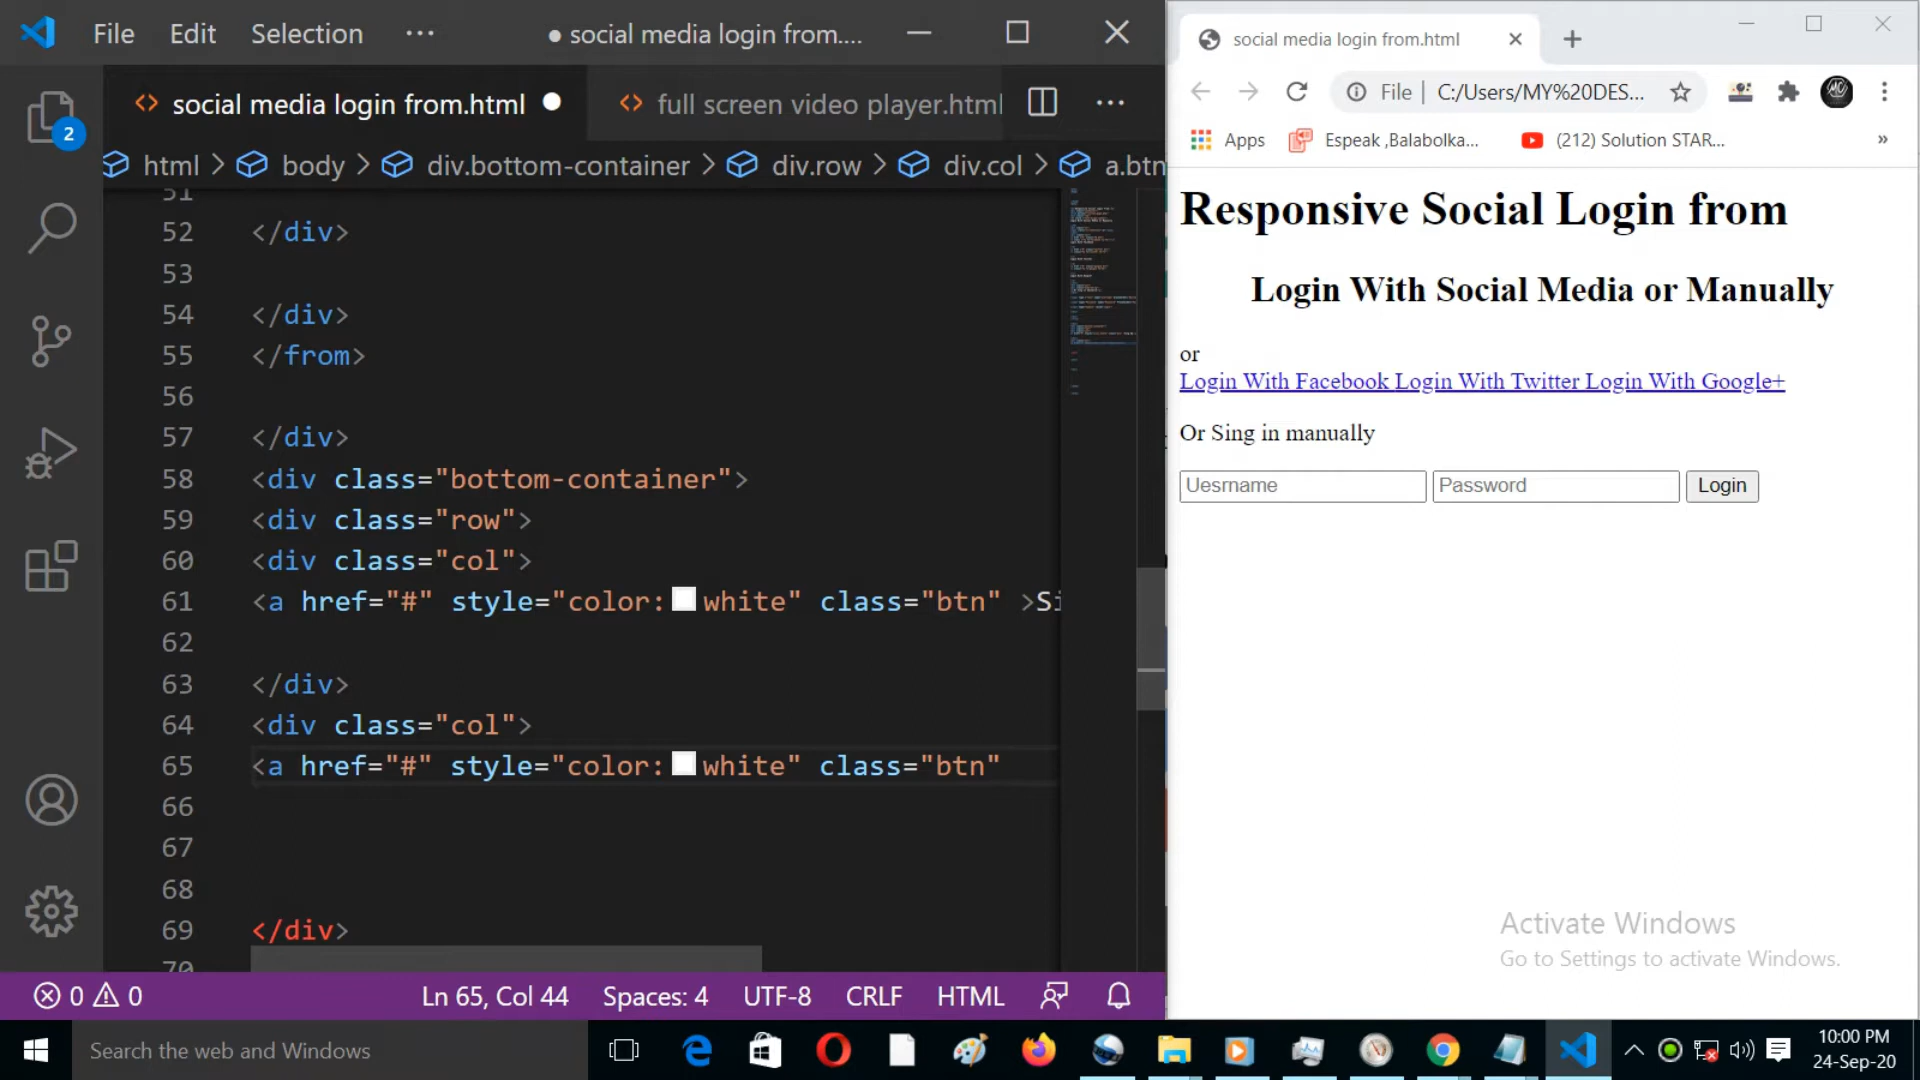 File Edit Selection ··· ● social media login from....
social media login from.html ● full screen video player.html ···
html > body > div.bottom-container > div.row > div.col > a.btn
51
52 </div>
53
54 </div>
55 </from>
56
57 </div>
58 <div class="bottom-container">
59 <div class="row">
60 <div class="col">
61 <a href="#" style="color: white" class="btn" >Si
62
63 </div>
64 <div class="col">
65 <a href="#" style="color: white" class="btn"
66
67
68
69 </div>
70
2
0 0 Ln 65, Col 44 Spaces: 4 UTF-8 CRLF HTML
social media login from.html
File | C:/Users/MY%20DES...
Apps Espeak ,Balabolka... (212) Solution STAR... »
Responsive Social Login from
Login With Social Media or Manually
or
Login With Facebook Login With Twitter Login With Google+
Or Sing in manually
Uesrname Password Login
Activate Windows
Go to Settings to activate Windows.
Search the web and Windows
10:00 PM
24-Sep-20